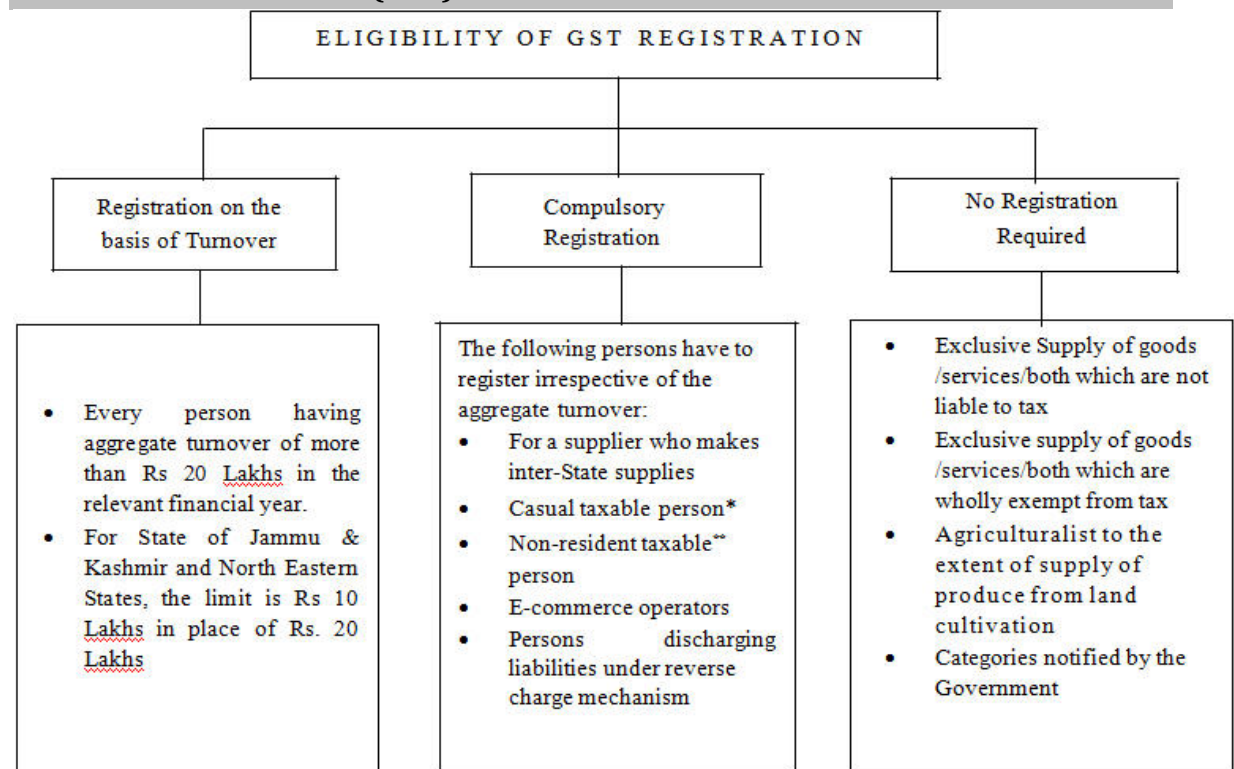 ELIGIBILITY OF GST REGISTRATION
Registration on the
basis of Turnover
• Every person having
aggregate turnover of more
than Rs 20 Lakhs in the
relevant financial year.
• For State of Jammu &
Kashmir and North Eastern
States, the limit is Rs 10
Lakhs in place of Rs. 20
Lakhs
Compulsory
Registration
The following persons have to
register irrespective of the
aggregate turnover:
• For a supplier who makes
inter-State supplies
• Casual taxable person*
• Non-resident taxable**
person
• E-commerce operators
• Persons discharging
liabilities under reverse
charge mechanism
No Registration
Required
• Exclusive Supply of goods
/services/both which are not
liable to tax
• Exclusive supply of goods
/services/both which are
wholly exempt from tax
• Agriculturalist to the
extent of supply of
produce from land
cultivation
• Categories notified by the
Government